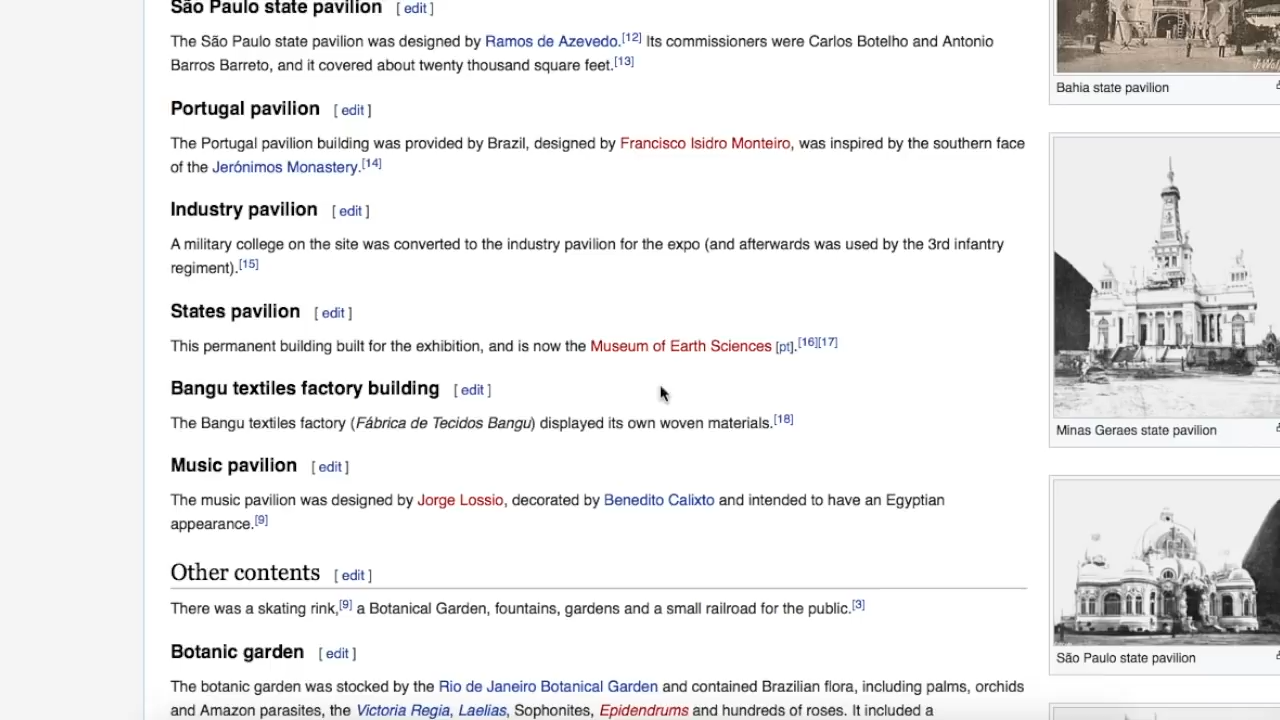 São Paulo state pavilion [ edit ]
The São Paulo state pavilion was designed by Ramos de Azevedo.[12] Its commissioners were Carlos Botelho and Antonio
Barros Barreto, and it covered about twenty thousand square feet.[13]
Portugal pavilion [ edit ]
The Portugal pavilion building was provided by Brazil, designed by Francisco Isidro Monteiro, was inspired by the southern face
of the Jerónimos Monastery.[14]
Industry pavilion [ edit ]
A military college on the site was converted to the industry pavilion for the expo (and afterwards was used by the 3rd infantry
regiment).[15]
States pavilion [ edit ]
This permanent building built for the exhibition, and is now the Museum of Earth Sciences [pt].[16][17]
Bangu textiles factory building [ edit ]
The Bangu textiles factory (Fábrica de Tecidos Bangu) displayed its own woven materials.[18]
Music pavilion [ edit ]
The music pavilion was designed by Jorge Lossio, decorated by Benedito Calixto and intended to have an Egyptian
appearance.[9]
Other contents [ edit ]
There was a skating rink,[9] a Botanical Garden, fountains, gardens and a small railroad for the public.[3]
Botanic garden [ edit ]
The botanic garden was stocked by the Rio de Janeiro Botanical Garden and contained Brazilian flora, including palms, orchids
and Amazon parasites, the Victoria Regia, Laelias, Sophonites, Epidendrums and hundreds of roses. It included a
Bahia state pavilion
Minas Geraes state pavilion
São Paulo state pavilion